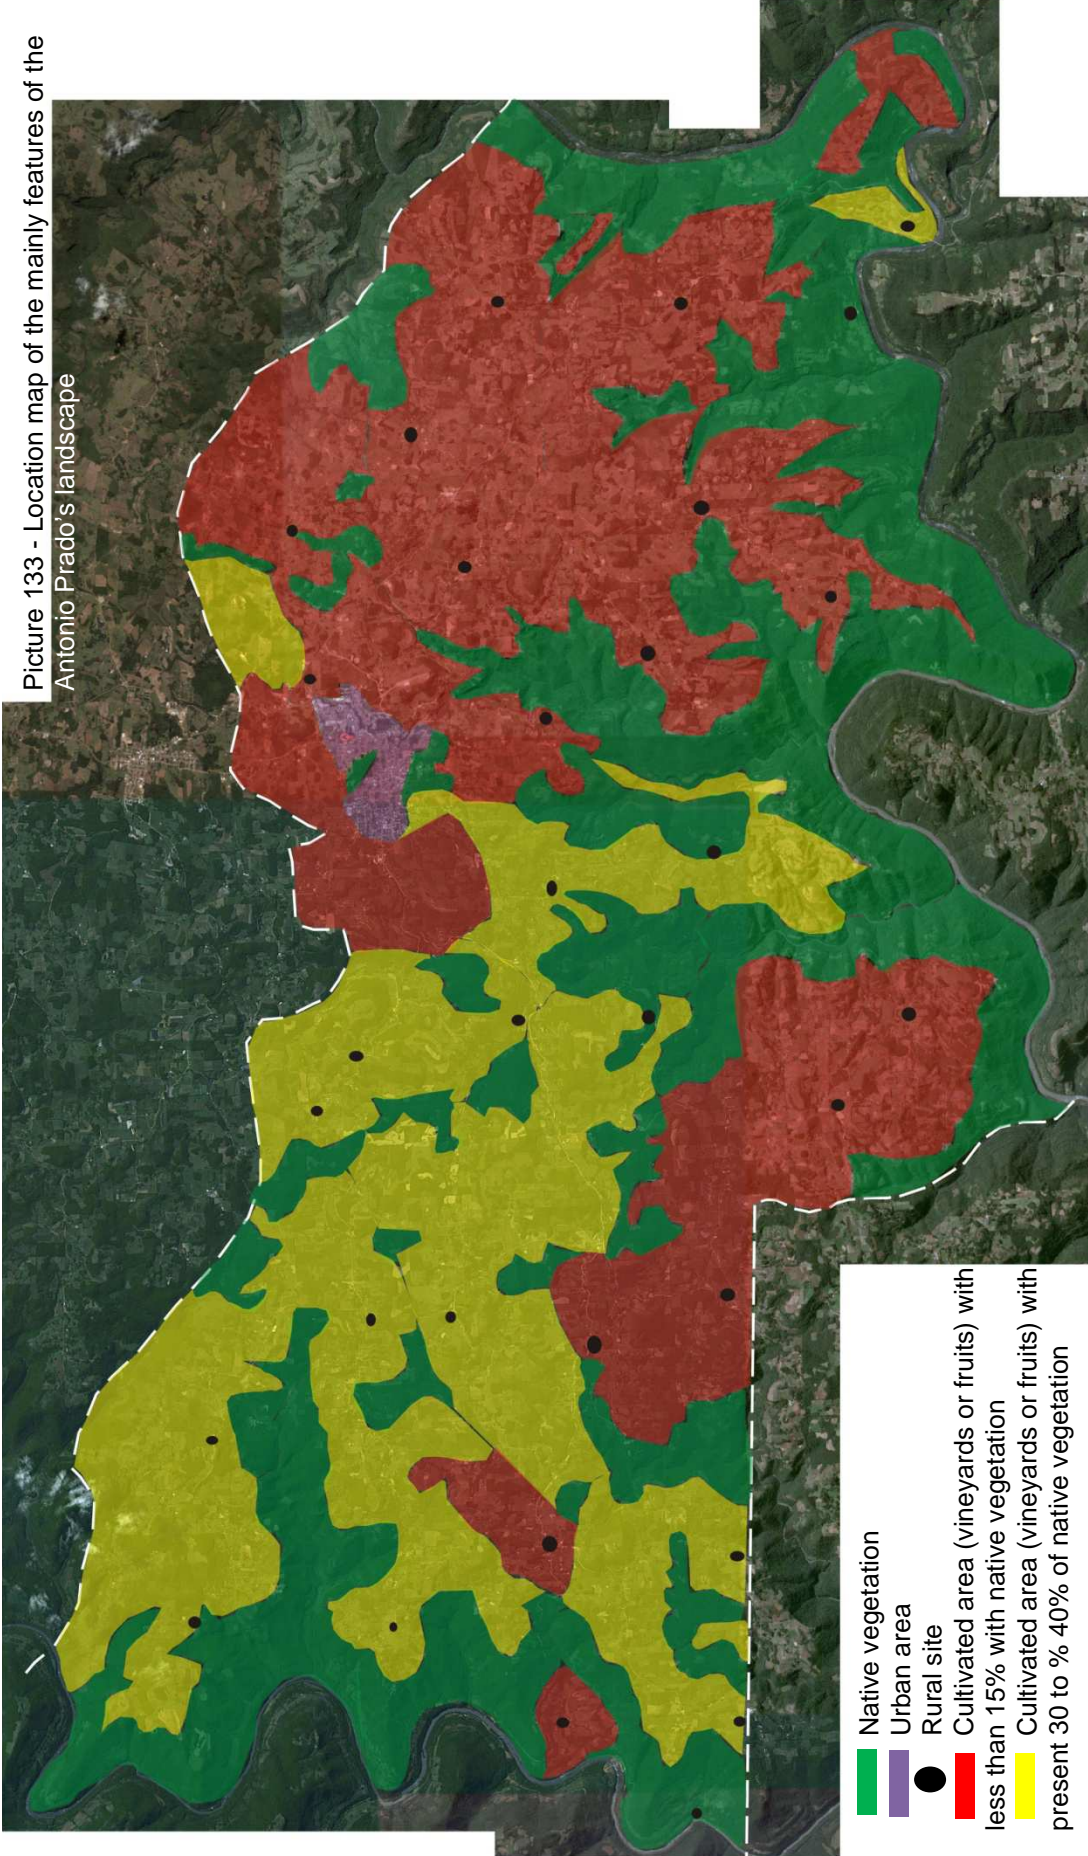 Picture 133 - Location map of the mainly features of the
Antonio Prado's landscape
Native vegetation
Urban area
Rural site
Cultivated area (vineyards or fruits) with
less than 15% with native vegetation
Cultivated area (vineyards or fruits) with
present 30 to % 40% of native vegetation